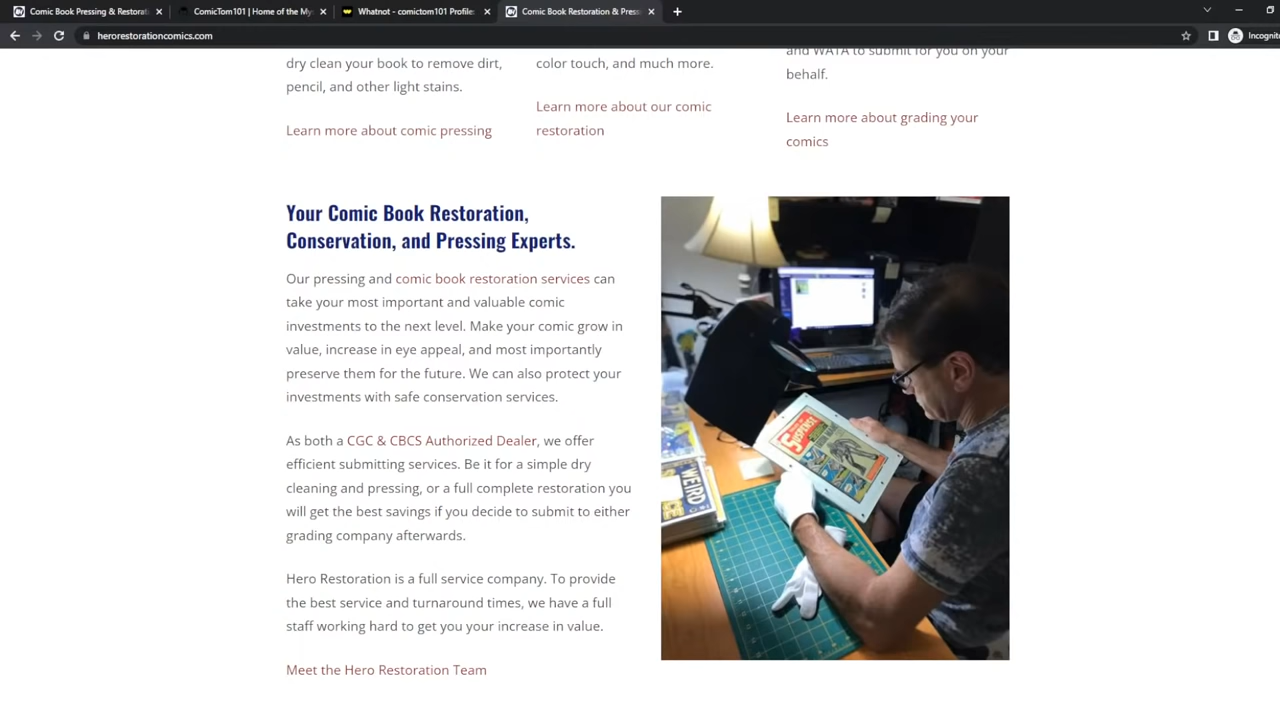 Comic Book Pressing & Restorati
ComicTom101 | Home of the My
Whatnot - comictom101 Profile
Comic Book Restoration & Press
herorestorationcomics.com
Incognit
dry clean your book to remove dirt,
pencil, and other light stains.
Learn more about comic pressing
color touch, and much more.
Learn more about our comic
restoration
and WATA to submit for you on your
behalf.
Learn more about grading your
comics
Your Comic Book Restoration,
Conservation, and Pressing Experts.
Our pressing and comic book restoration services can
take your most important and valuable comic
investments to the next level. Make your comic grow in
value, increase in eye appeal, and most importantly
preserve them for the future. We can also protect your
investments with safe conservation services.
As both a CGC & CBCS Authorized Dealer, we offer
efficient submitting services. Be it for a simple dry
cleaning and pressing, or a full complete restoration you
will get the best savings if you decide to submit to either
grading company afterwards.
Hero Restoration is a full service company. To provide
the best service and turnaround times, we have a full
staff working hard to get you your increase in value.
Meet the Hero Restoration Team
SUSPENSE
WEIRD